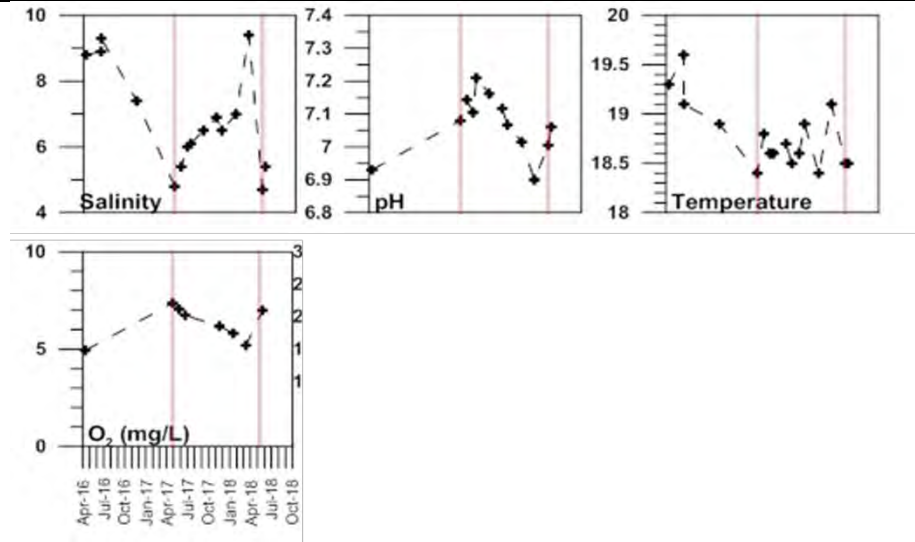 10
8
6
4
Salinity
7.4
7.3
7.2
7.1
7
6.9
6.8
pH
20
19.5
19
18.5
18
Temperature
10
5
0
O₂ (mg/L)
3
2
2
1
1
Apr-16
Jul-16
Oct-16
Jan-17
Apr-17
Jul-17
Oct-17
Jan-18
Apr-18
Jul-18
Oct-18